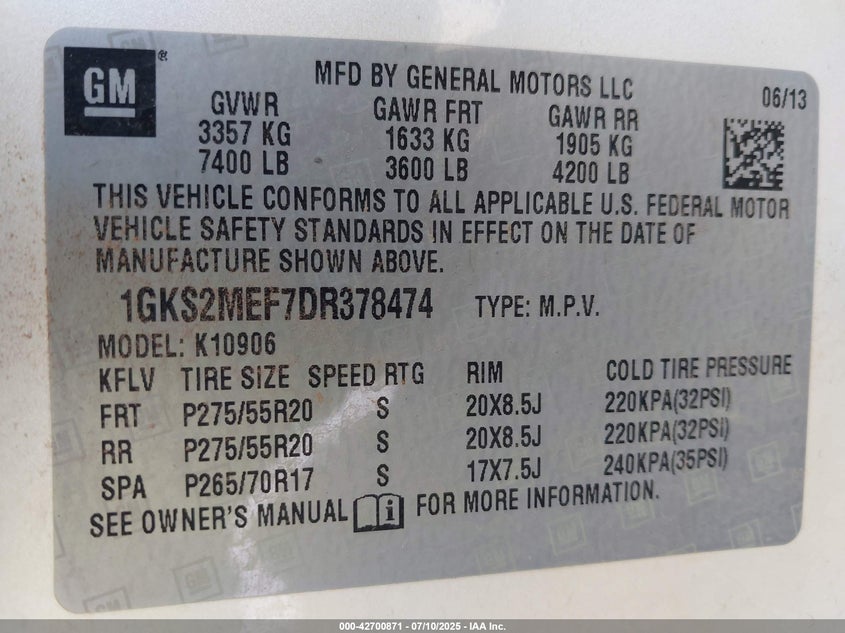 GM ®
MFD BY GENERAL MOTORS LLC
06/13
GVWR GAWR FRT GAWR RR
3357 KG 1633 KG 1905 KG
7400 LB 3600 LB 4200 LB
THIS VEHICLE CONFORMS TO ALL APPLICABLE U.S. FEDERAL MOTOR
VEHICLE SAFETY STANDARDS IN EFFECT ON THE DATE OF
MANUFACTURE SHOWN ABOVE.
1GKS2MEF7DR378474 TYPE: M.P.V.
MODEL: K10906
KFLV TIRE SIZE SPEED RTG RIM COLD TIRE PRESSURE
FRT P275/55R20 S 20X8.5J 220KPA(32PSI)
RR P275/55R20 S 20X8.5J 220KPA(32PSI)
SPA P265/70R17 S 17X7.5J 240KPA(35PSI)
SEE OWNER'S MANUAL i FOR MORE INFORMATION.
000-42700871 / 07/10/2025 - IAA Inc.